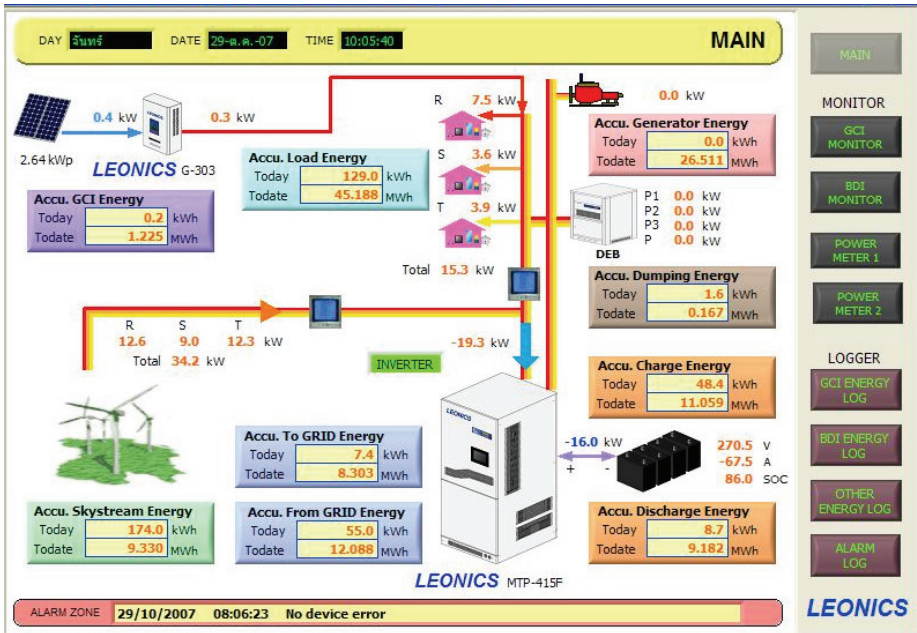 DAY จันทร์ DATE 29-ต.ค.-07 TIME 10:05:40 MAIN
0.4 kW 0.3 kW
2.64 kWp
LEONICS G-303
Accu. GCI Energy
Today 0.2 kWh
Todate 1.225 MWh
Accu. Load Energy
Today 129.0 kWh
Todate 45.188 MWh
R 7.5 kW
S 3.6 kW
T 3.9 kW
Total 15.3 kW
0.0 kW
Accu. Generator Energy
Today 0.0 kWh
Todate 26.511 MWh
P1 0.0 kW
P2 0.0 kW
P3 0.0 kW
P 0.0 kW
DEB
Accu. Dumping Energy
Today 1.6 kWh
Todate 0.167 MWh
R S T
12.6 9.0 12.3 kW
Total 34.2 kW
-19.3 kW
INVERTER
Accu. Charge Energy
Today 48.4 kWh
Todate 11.059 MWh
LEONICS
Accu. To GRID Energy
Today 7.4 kWh
Todate 8.303 MWh
-16.0 kW
+ -
270.5 V
-67.5 A
86.0 SOC
Accu. Skystream Energy
Today 174.0 kWh
Todate 9.330 MWh
Accu. From GRID Energy
Today 55.0 kWh
Todate 12.088 MWh
Accu. Discharge Energy
Today 8.7 kWh
Todate 9.182 MWh
LEONICS MTP-415F
ALARM ZONE 29/10/2007 08:06:23 No device error
MAIN
MONITOR
GCI
MONITOR
BDI
MONITOR
POWER
METER 1
POWER
METER 2
LOGGER
GCI ENERGY
LOG
BDI ENERGY
LOG
OTHER
ENERGY LOG
ALARM
LOG
LEONICS